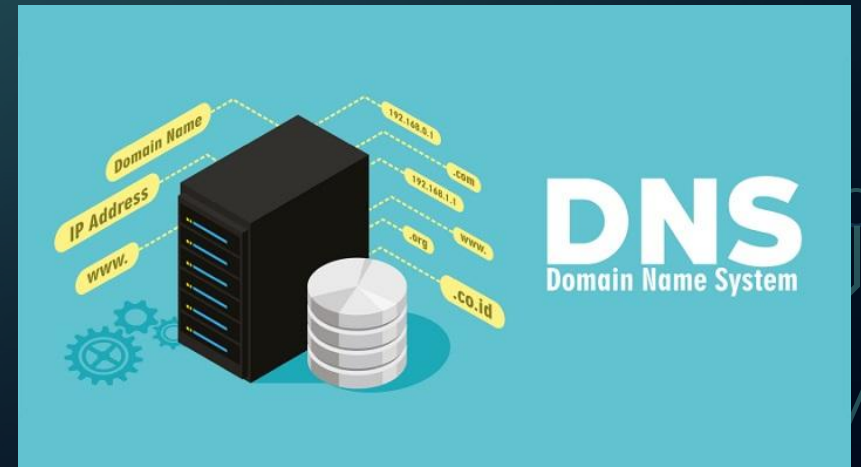 Domain Name
IP Address
www.
192.168.0.1
.com
192.168.1.1
www.
.org
.co.id
DNS
Domain Name System